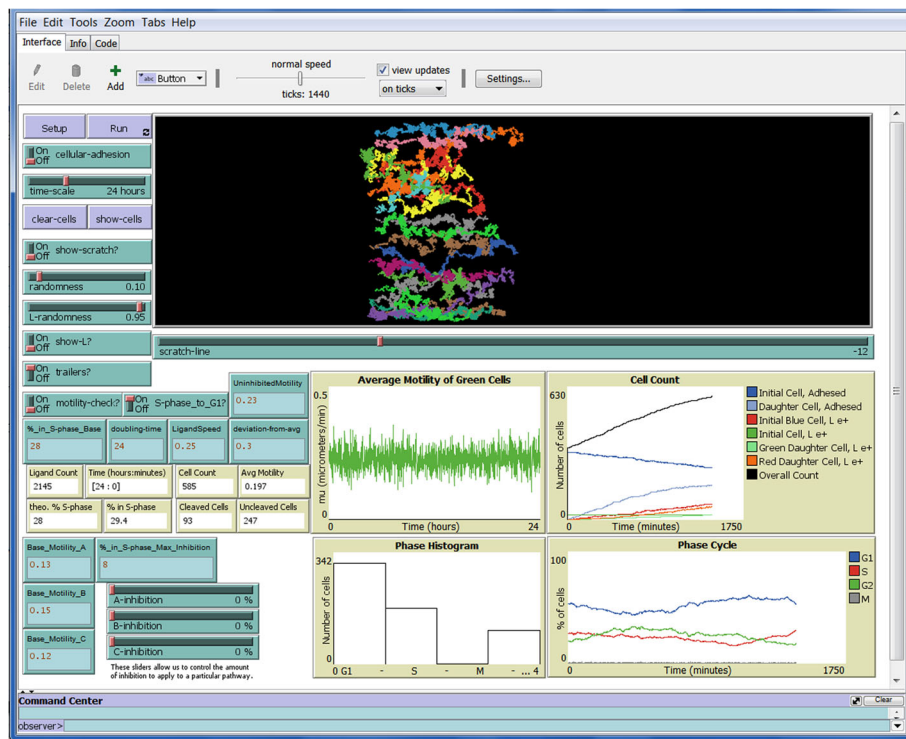 File Edit Tools Zoom Tabs Help
Interface Info Code
normal speed
view updates
Edit Delete Add abc Button
on ticks
Settings...
ticks: 1440
Setup Run
On
Off cellular-adhesion
time-scale 24 hours
clear-cells show-cells
On
Off show-scratch?
randomness 0.10
L-randomness 0.95
On
Off show-L?
scratch-line -12
On
Off trailers?
On
Off motility-check?
On
Off S-phase_to_G1?
UninhibitedMotility
0.23
%_in_S-phase_Base
28
doubling-time
24
LigandSpeed
0.25
deviation-from-avg
0.3
Ligand Count
2145
Time (hours:minutes)
[24 : 0]
Cell Count
585
Avg Motility
0.197
theo. % S-phase
28
% in S-phase
29.4
Cleaved Cells
93
Uncleaved Cells
247
Base_Motility_A
0.13
%_in_S-phase_Max_Inhibition
8
Base_Motility_B
0.15
Base_Motility_C
0.12
A-inhibition 0 %
B-inhibition 0 %
C-inhibition 0 %
These sliders allow us to control the amount
of inhibition to apply to a particular pathway.
Average Motility of Green Cells
0.5
mu (micrometers/min)
0
0 Time (hours) 24
Cell Count
630
Number of cells
0
0 Time (minutes) 1750
Initial Cell, Adhesed
Daughter Cell, Adhesed
Initial Blue Cell, L e+
Initial Cell, L e+
Green Daughter Cell, L e+
Red Daughter Cell, L e+
Overall Count
Phase Histogram
342
Number of cells
0
0 G1 - S - M - ... 4
Phase Cycle
100
% of cells
0
0 Time (minutes) 1750
G1
S
G2
M
Command Center Clear
observer>